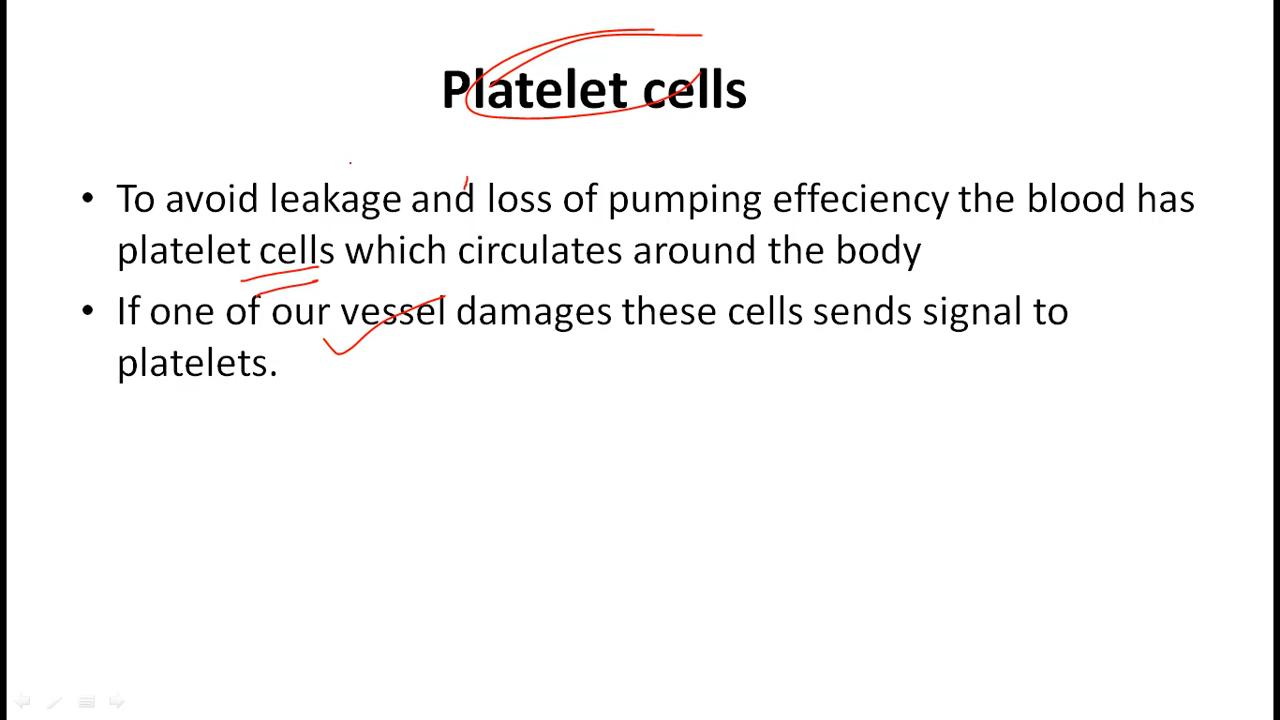 Platelet cells
• To avoid leakage and loss of pumping effeciency the blood has
platelet cells which circulates around the body
• If one of our vessel damages these cells sends signal to
platelets.